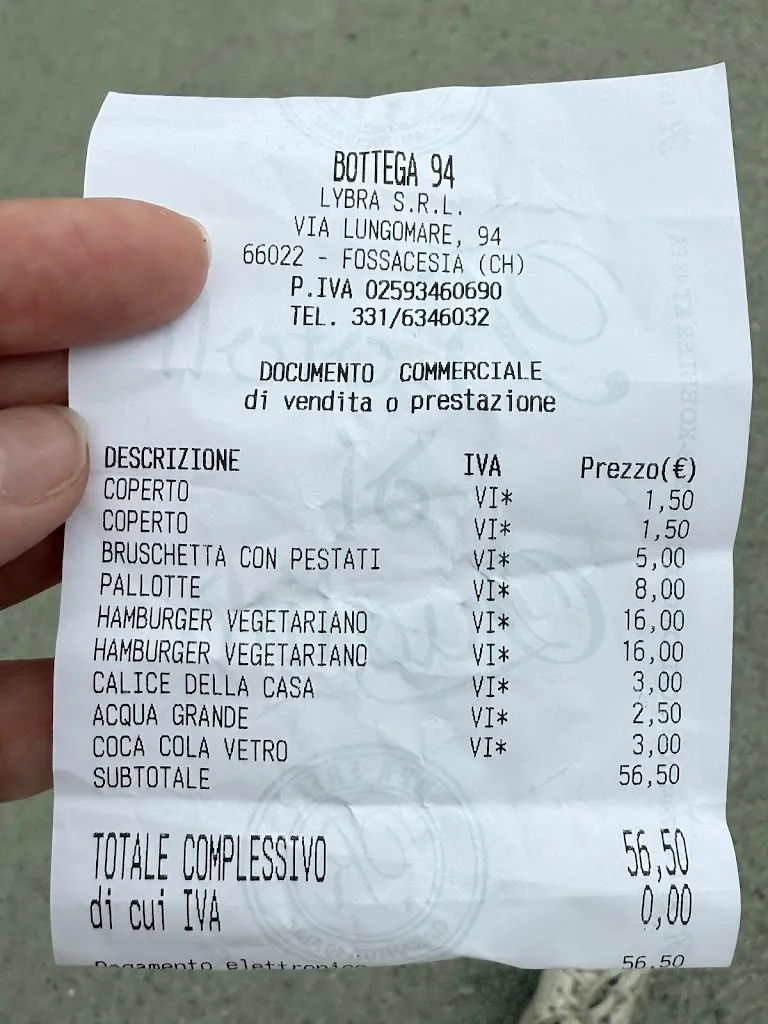 BOTTEGA 94
LYBRA S.R.L.
VIA LUNGOMARE, 94
66022 - FOSSACESIA (CH)
P.IVA 02593460690
TEL. 331/6346032
DOCUMENTO COMMERCIALE
di vendita o prestazione
DESCRIZIONE IVA Prezzo(€)
COPERTO VI* 1,50
COPERTO VI* 1,50
BRUSCHETTA CON PESTATI VI* 5,00
PALLOTTE VI* 8,00
HAMBURGER VEGETARIANO VI* 16,00
HAMBURGER VEGETARIANO VI* 16,00
CALICE DELLA CASA VI* 3,00
ACQUA GRANDE VI* 2,50
COCA COLA VETRO VI* 3,00
SUBTOTALE 56,50
TOTALE COMPLESSIVO 56,50
di cui IVA 0,00
Pagamento elettronico 56,50